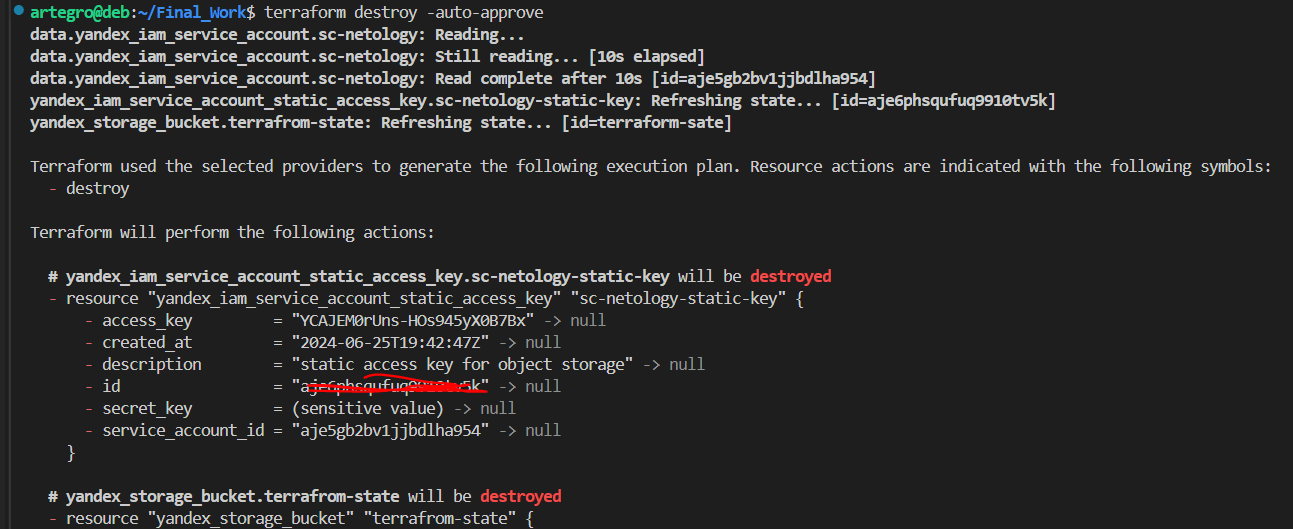 artegro@deb:~/Final_Work$ terraform destroy -auto-approve
data.yandex_iam_service_account.sc-netology: Reading...
data.yandex_iam_service_account.sc-netology: Still reading... [10s elapsed]
data.yandex_iam_service_account.sc-netology: Read complete after 10s [id=aje5gb2bv1jjbdlha954]
yandex_iam_service_account_static_access_key.sc-netology-static-key: Refreshing state... [id=aje6phsqufuq9910tv5k]
yandex_storage_bucket.terrafrom-state: Refreshing state... [id=terraform-sate]
Terraform used the selected providers to generate the following execution plan. Resource actions are indicated with the following symbols:
- destroy
Terraform will perform the following actions:
# yandex_iam_service_account_static_access_key.sc-netology-static-key will be destroyed
- resource "yandex_iam_service_account_static_access_key" "sc-netology-static-key" {
- access_key = "YCAJEM0rUns-HOs945yX0B7Bx" -> null
- created_at = "2024-06-25T19:42:47Z" -> null
- description = "static access key for object storage" -> null
- id = -> null
- secret_key = (sensitive value) -> null
- service_account_id = "aje5gb2bv1jjbdlha954" -> null
}
# yandex_storage_bucket.terrafrom-state will be destroyed
- resource "yandex_storage_bucket" "terrafrom-state" {